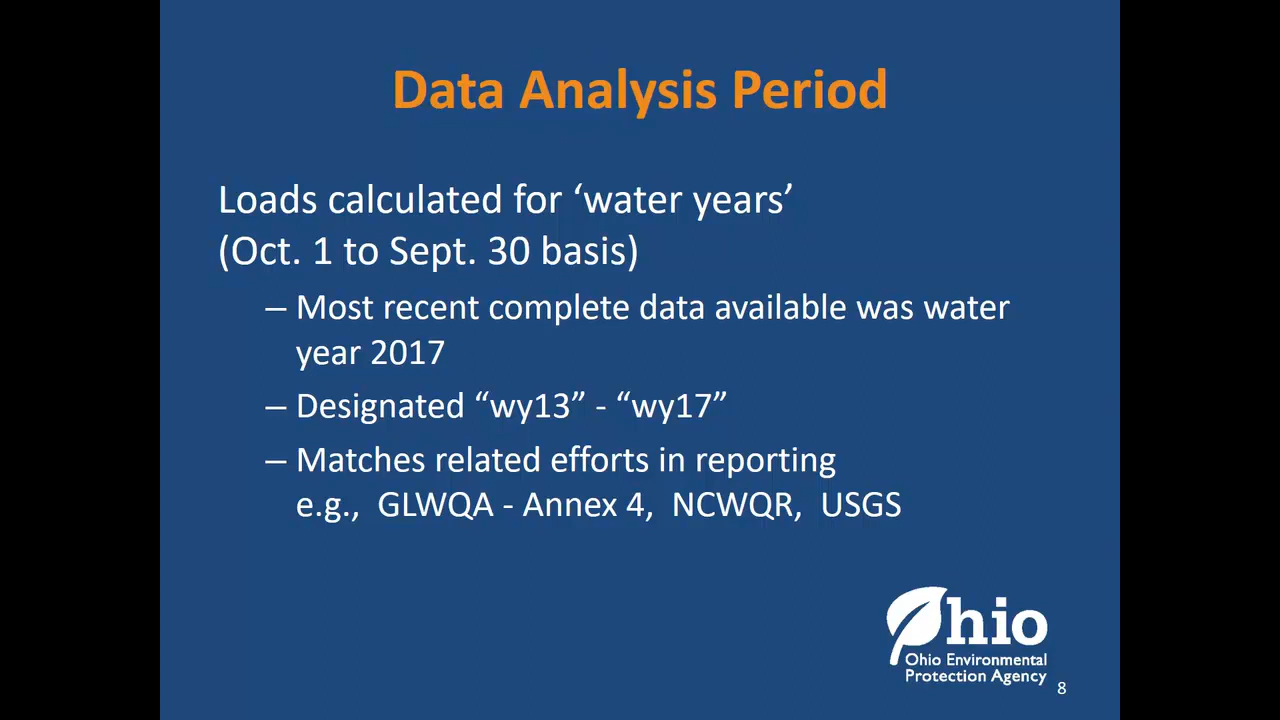 Data Analysis Period
Loads calculated for ‘water years’
(Oct. 1 to Sept. 30 basis)
– Most recent complete data available was water
year 2017
– Designated “wy13” - “wy17”
– Matches related efforts in reporting
e.g., GLWQA - Annex 4, NCWQR, USGS
Ohio
Ohio Environmental
Protection Agency
8